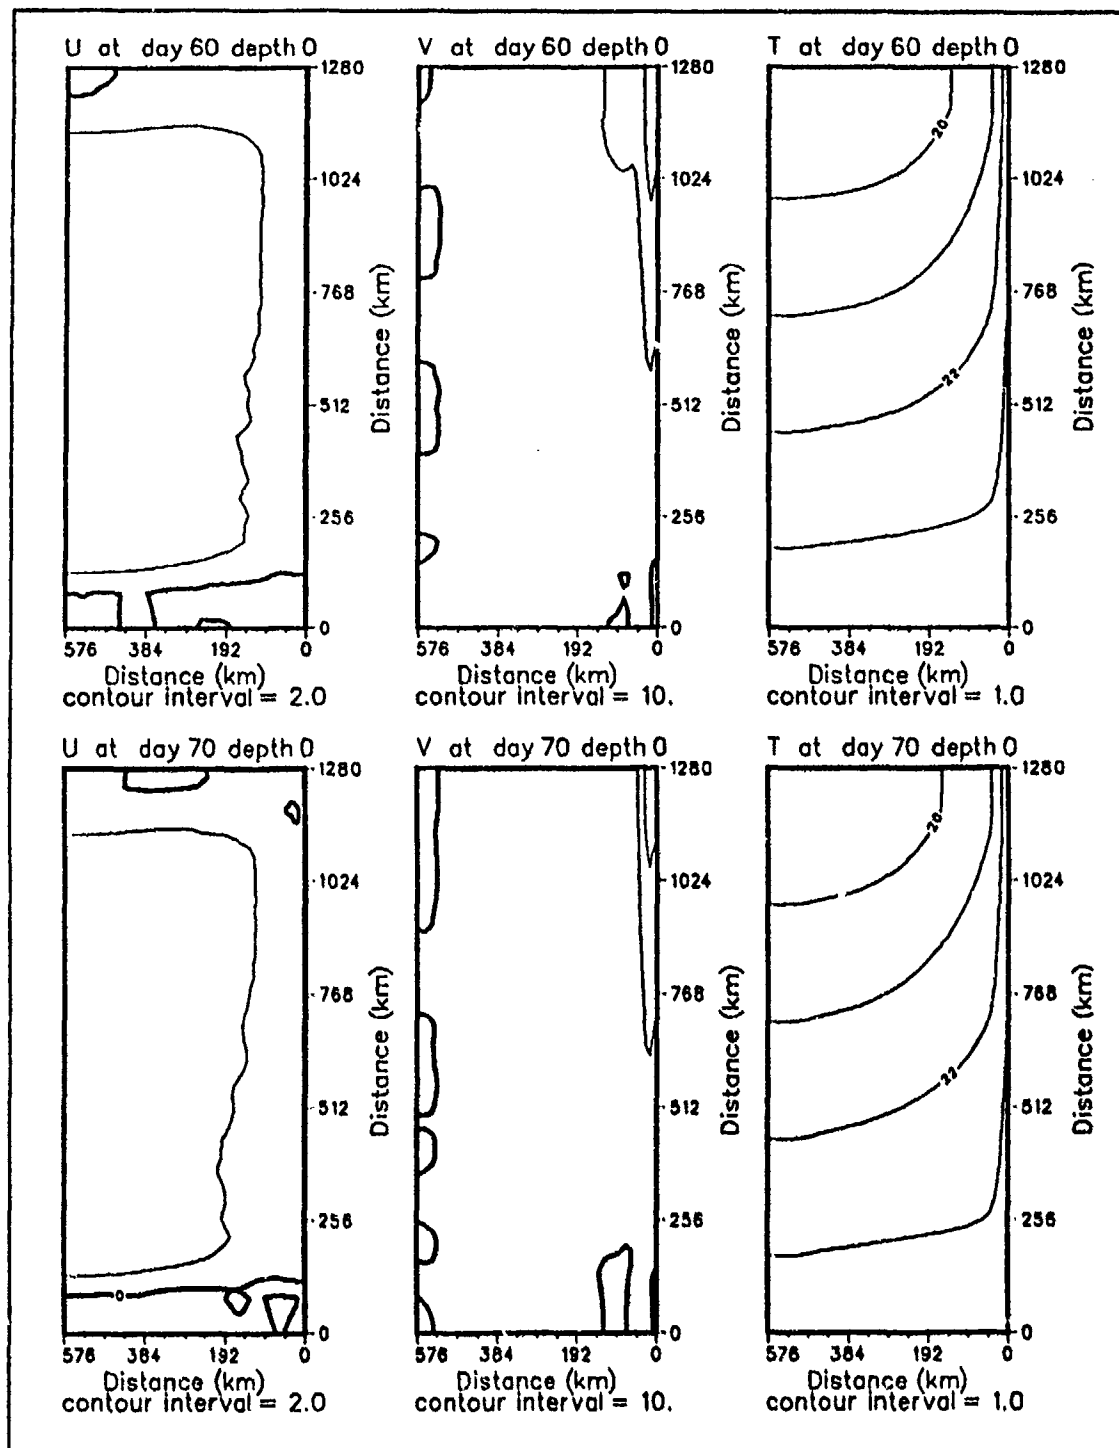 U at day 60 depth 0
V at day 60 depth 0
T at day 60 depth 0
1280
1024
768
512
256
0
Distance (km)
576 384 192 0
Distance (km)
contour interval = 2.0
1280
1024
768
512
256
0
Distance (km)
576 384 192 0
Distance (km)
contour interval = 10.
20
22
1280
1024
768
512
256
0
Distance (km)
576 384 192 0
Distance (km)
contour interval = 1.0
U at day 70 depth 0
V at day 70 depth 0
T at day 70 depth 0
0
1280
1024
768
512
256
0
Distance (km)
576 384 192 0
Distance (km)
contour interval = 2.0
1280
1024
768
512
256
0
Distance (km)
576 384 192 0
Distance (km)
contour interval = 10.
20
22
1280
1024
768
512
256
0
Distance (km)
576 384 192 0
Distance (km)
contour interval = 1.0